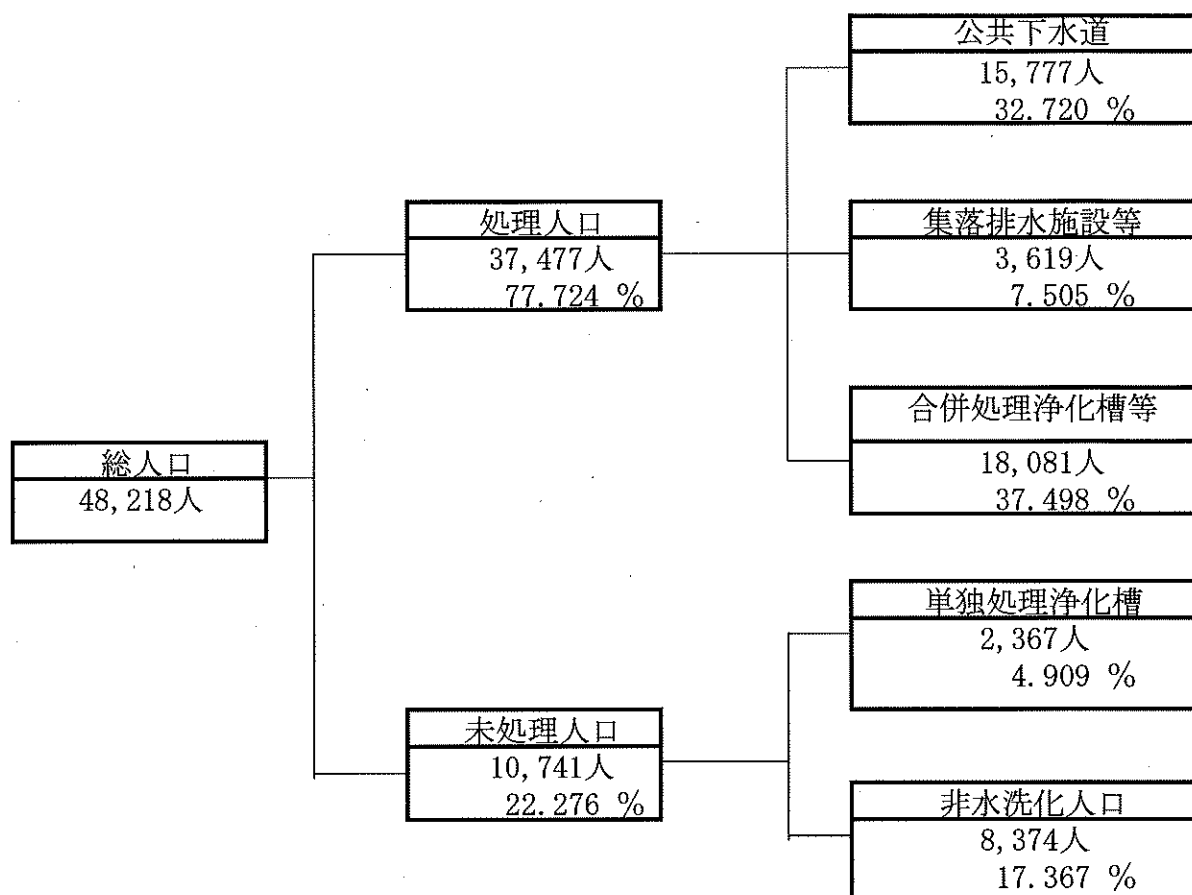 総人口
48,218人
処理人口
37,477人
77.724 %
公共下水道
15,777人
32.720 %
集落排水施設等
3,619人
7.505 %
合併処理浄化槽等
18,081人
37.498 %
未処理人口
10,741人
22.276 %
単独処理浄化槽
2,367人
4.909 %
非水洗化人口
8,374人
17.367 %